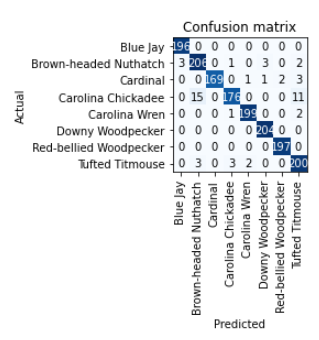 Confusion matrix
Actual
Blue Jay 196 0 0 0 0 0 0 0
Brown-headed Nuthatch 3 206 0 1 0 3 0 2
Cardinal 0 0 169 0 1 1 2 3
Carolina Chickadee 0 15 0 176 0 0 0 11
Carolina Wren 0 0 0 1 199 0 0 2
Downy Woodpecker 0 0 0 0 0 204 0 0
Red-bellied Woodpecker 0 0 0 0 0 0 197 0
Tufted Titmouse 0 3 0 3 2 0 0 200
Blue Jay
Brown-headed Nuthatch
Cardinal
Carolina Chickadee
Carolina Wren
Downy Woodpecker
Red-bellied Woodpecker
Tufted Titmouse
Predicted